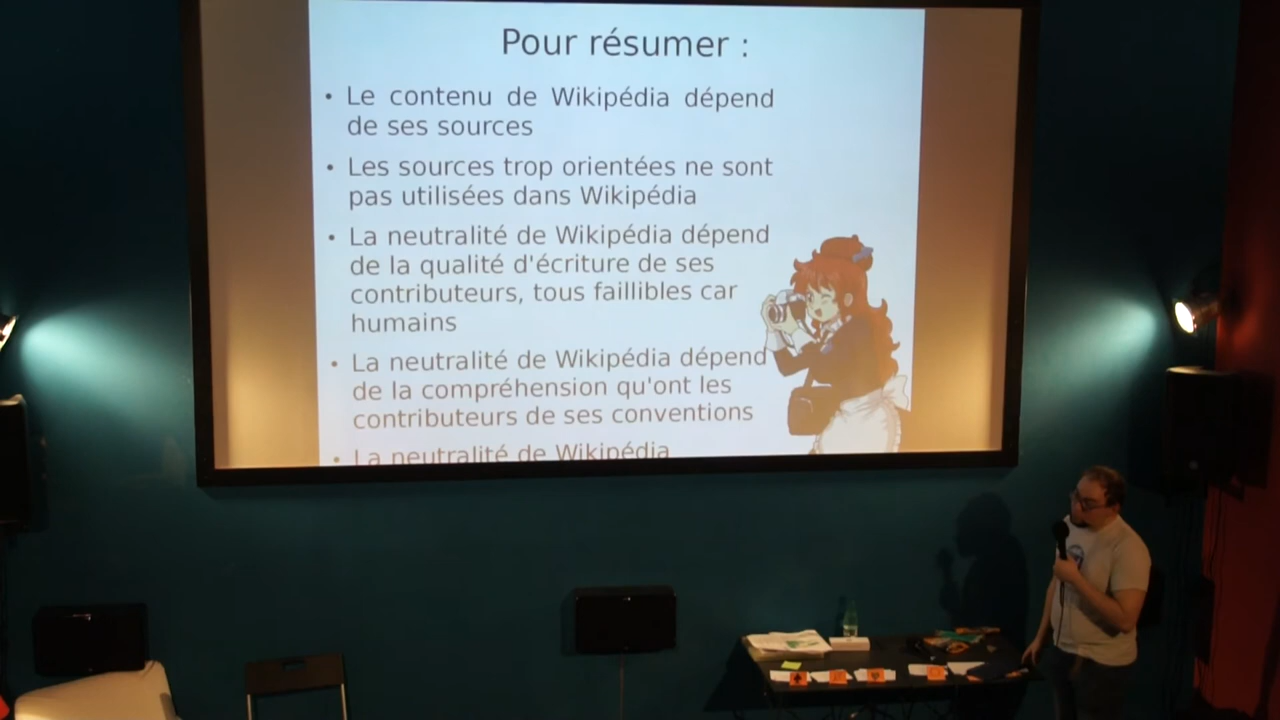 Pour résumer :
• Le contenu de Wikipédia dépend
de ses sources
• Les sources trop orientées ne sont
pas utilisées dans Wikipédia
• La neutralité de Wikipédia dépend
de la qualité d'écriture de ses
contributeurs, tous faillibles car
humains
• La neutralité de Wikipédia dépend
de la compréhension qu'ont les
contributeurs de ses conventions
• La neutralité de Wikipédia